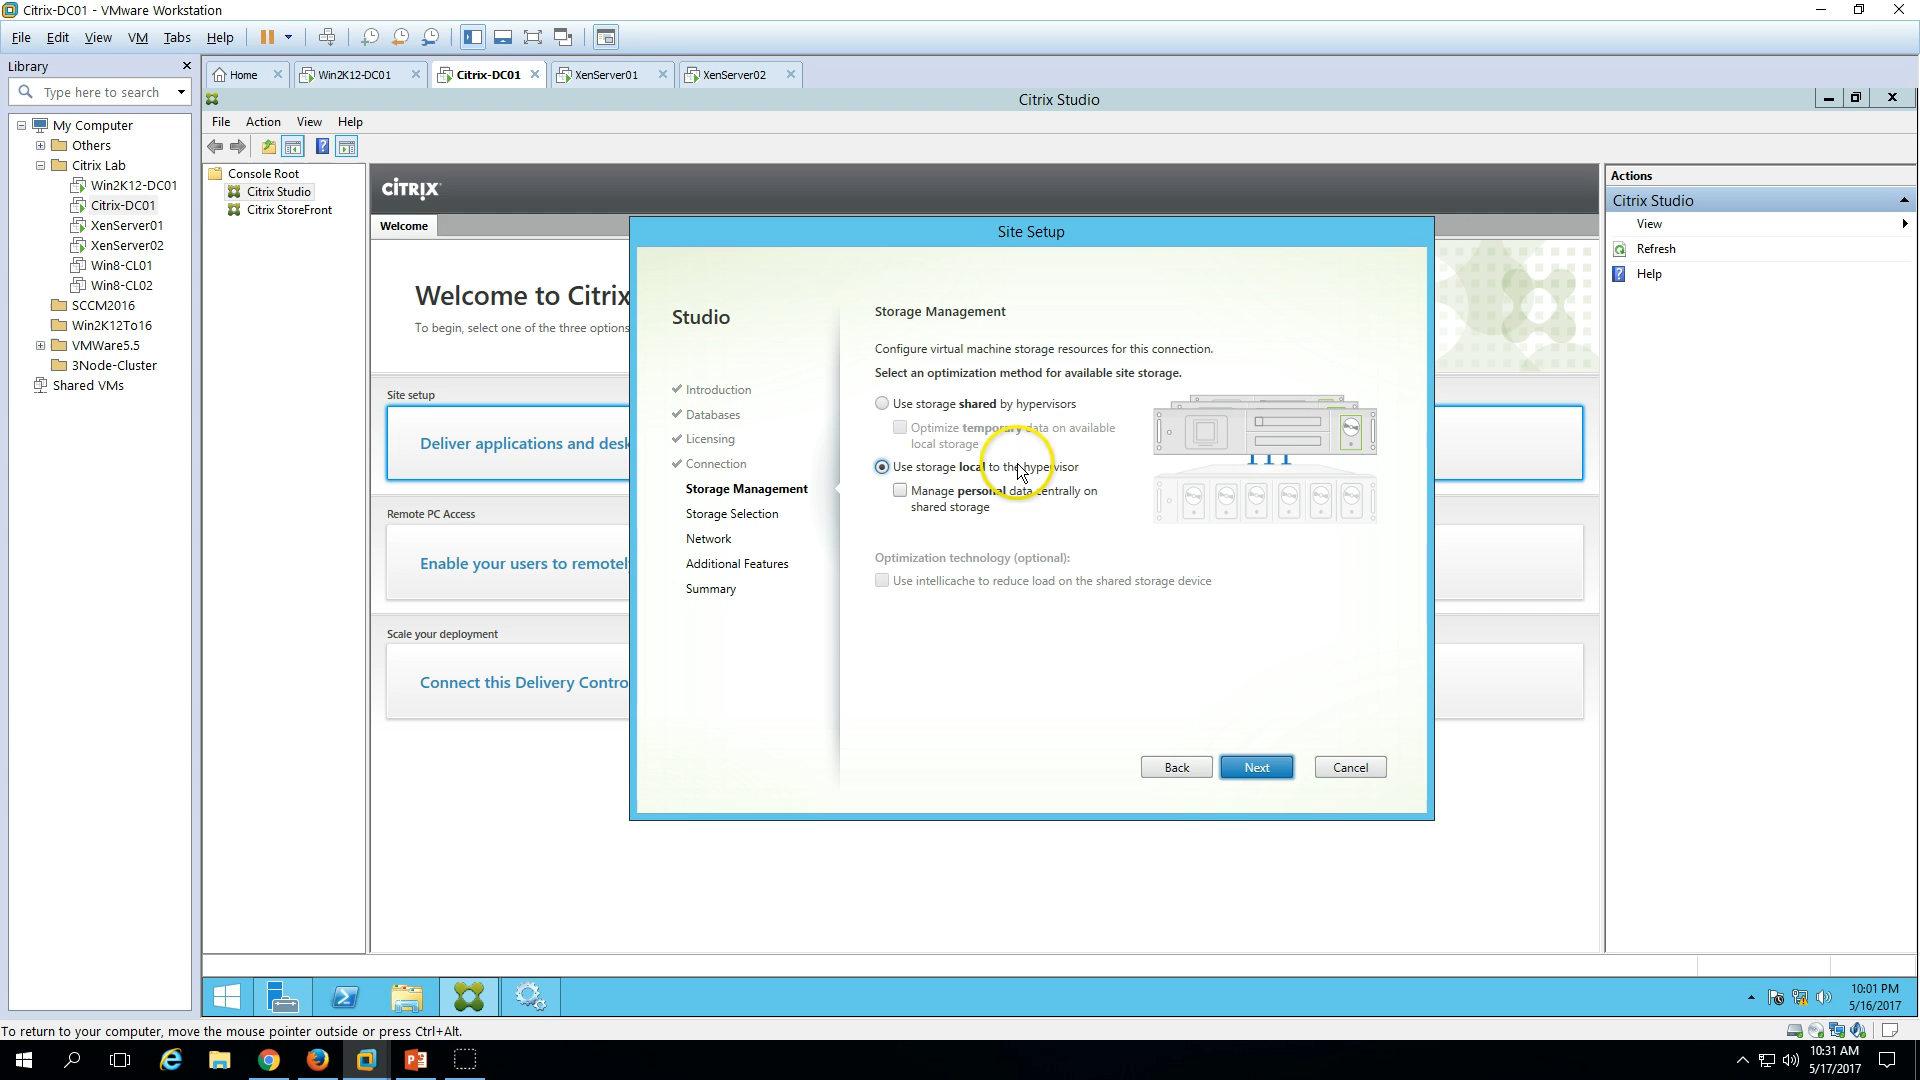 Citrix-DC01 - VMware Workstation
File Edit View VM Tabs Help
Library
Type here to search
My Computer
Others
Citrix Lab
Win2K12-DC01
Citrix-DC01
XenServer01
XenServer02
Win8-CL01
Win8-CL02
SCCM2016
Win2K12To16
VMWare5.5
3Node-Cluster
Shared VMs
Home Win2K12-DC01 Citrix-DC01 XenServer01 XenServer02
Citrix Studio
File Action View Help
Console Root
Citrix Studio
Citrix StoreFront
CITRIX
Welcome
Welcome to Citrix
To begin, select one of the three options
Site setup
Deliver applications and desk
Remote PC Access
Enable your users to remotel
Scale your deployment
Connect this Delivery Contro
Site Setup
Studio
Introduction
Databases
Licensing
Connection
Storage Management
Storage Selection
Network
Additional Features
Summary
Storage Management
Configure virtual machine storage resources for this connection.
Select an optimization method for available site storage.
Use storage shared by hypervisors
Optimize temporary data on available
local storage
Use storage local to the hypervisor
Manage personal data centrally on
shared storage
Optimization technology (optional):
Use intellicache to reduce load on the shared storage device
Back Next Cancel
Actions
Citrix Studio
View
Refresh
Help
10:01 PM
5/16/2017
To return to your computer, move the mouse pointer outside or press Ctrl+Alt.
10:31 AM
5/17/2017